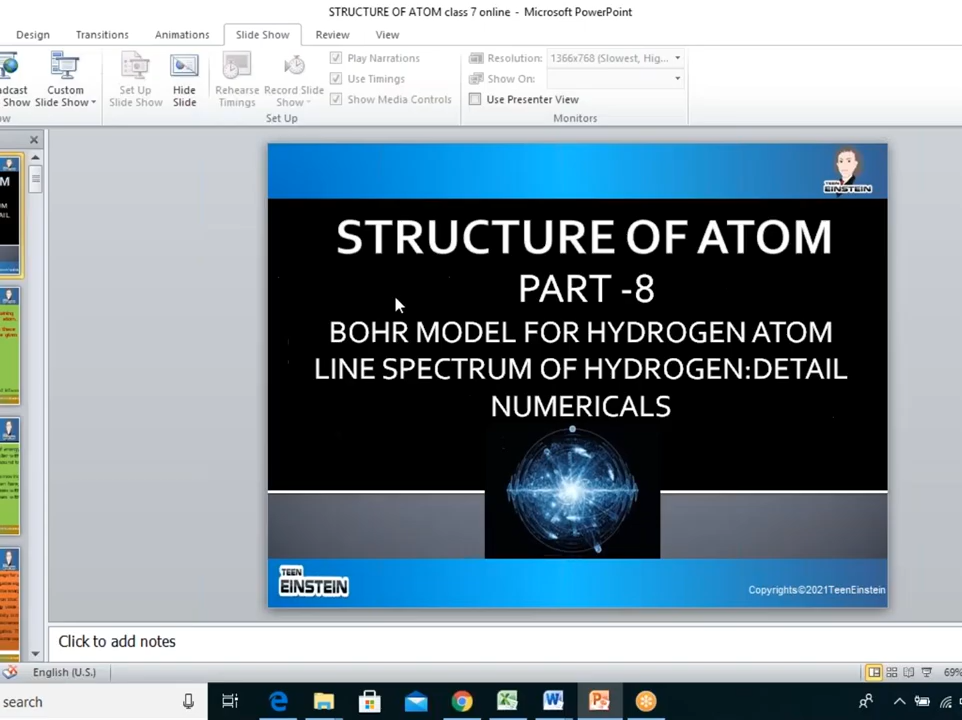 STRUCTURE OF ATOM class 7 online - Microsoft PowerPoint
Design Transitions Animations Slide Show Review View
Play Narrations
Use Timings
Show Media Controls
Resolution: 1366x768 (Slowest, Hig...
Show On:
Use Presenter View
Custom
Slide Show
Set Up
Slide Show
Hide
Slide
Rehearse
Timings
Record Slide
Show
Show
Set Up
Monitors
TEEN
EINSTEIN
STRUCTURE OF ATOM
PART -8
BOHR MODEL FOR HYDROGEN ATOM
LINE SPECTRUM OF HYDROGEN:DETAIL
NUMERICALS
TEEN
EINSTEIN
Copyrights©2021TeenEinstein
Click to add notes
English (U.S.)
69%
search